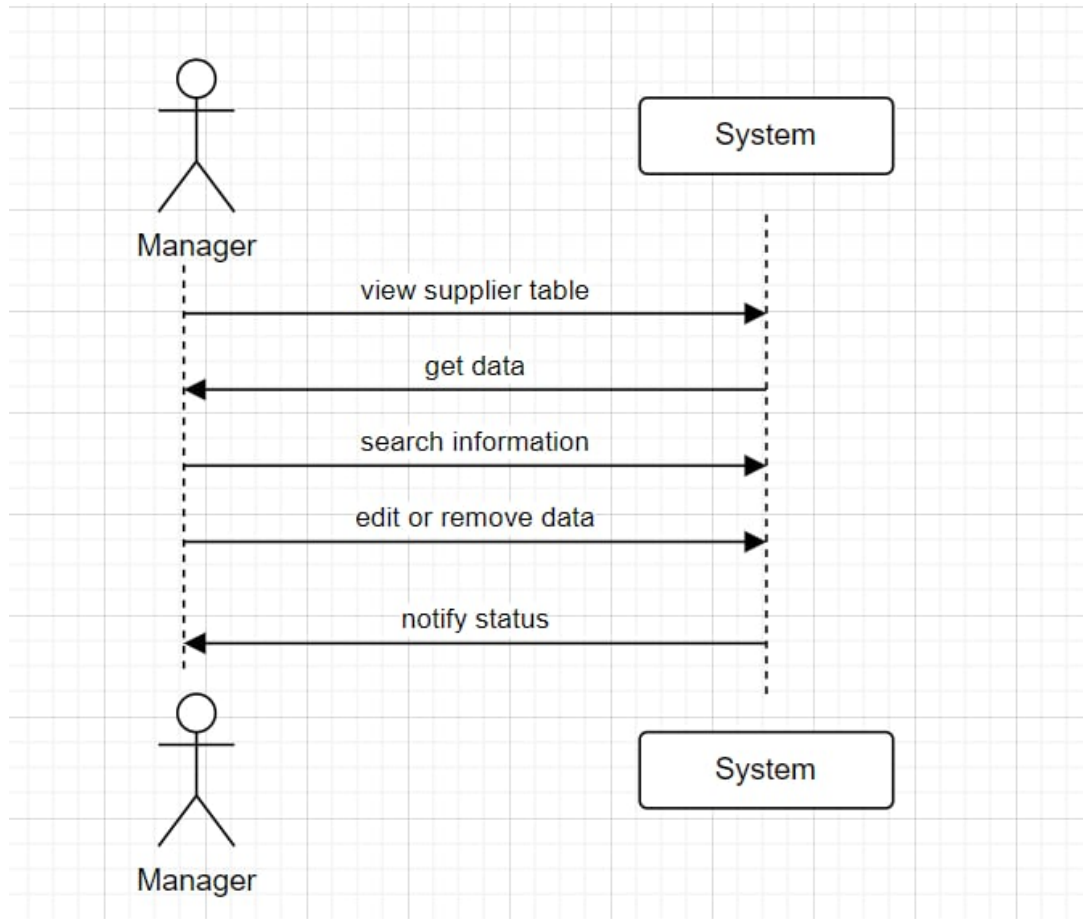 System
Manager
view supplier table
get data
search information
edit or remove data
notify status
System
Manager